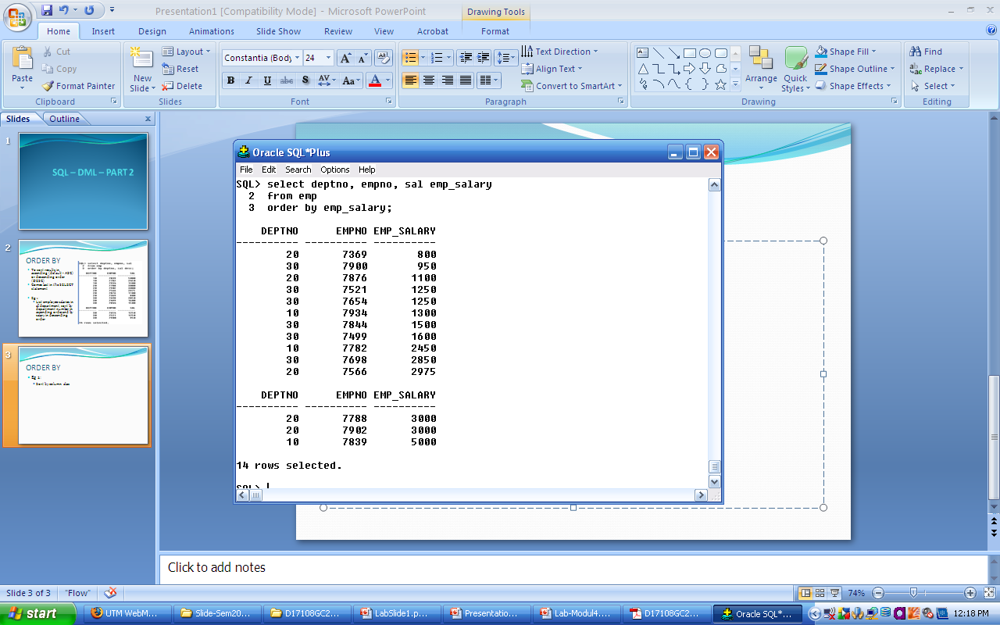 Presentation1 [Compatibility Mode] - Microsoft PowerPoint
Drawing Tools
Home Insert Design Animations Slide Show Review View Acrobat Format
Paste
Cut
Copy
Format Painter
Clipboard
New Slide
Layout
Reset
Delete
Slides
Constantia (Body 24
Font
Paragraph
Text Direction
Align Text
Convert to SmartArt
Arrange
Quick Styles
Shape Fill
Shape Outline
Shape Effects
Drawing
Find
Replace
Select
Editing
Slides Outline
1
SQL – DML – PART 2
2
ORDER BY
3
ORDER BY
Sort by column alias
Oracle SQL*Plus
File Edit Search Options Help
SQL> select deptno, empno, sal emp_salary
2 from emp
3 order by emp_salary;
DEPTNO EMPNO EMP_SALARY
---------- ---------- ----------
20 7369 800
30 7900 950
20 7876 1100
30 7521 1250
30 7654 1250
10 7934 1300
30 7844 1500
30 7499 1600
10 7782 2450
30 7698 2850
20 7566 2975
DEPTNO EMPNO EMP_SALARY
---------- ---------- ----------
20 7788 3000
20 7902 3000
10 7839 5000
14 rows selected.
SQL>
Click to add notes
Slide 3 of 3 "Flow" 74%
start UTM WebM... Slide-Sem20... D17108GC2... LabSlide1.p... Presentatio... Lab-Modul4.... D17108GC2... Oracle SQL*... 12:18 PM